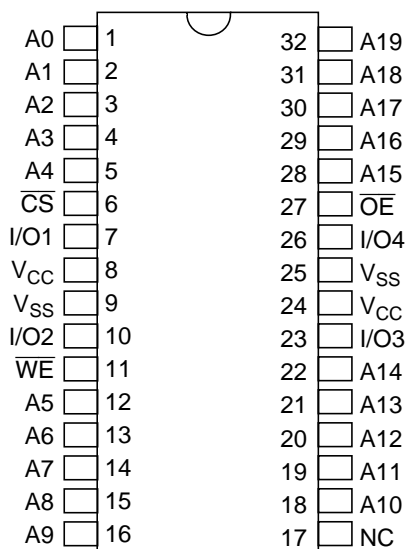 A0 1 32 A19
A1 2 31 A18
A2 3 30 A17
A3 4 29 A16
A4 5 28 A15
CS 6 27 OE
I/O1 7 26 I/O4
VCC 8 25 VSS
VSS 9 24 VCC
I/O2 10 23 I/O3
WE 11 22 A14
A5 12 21 A13
A6 13 20 A12
A7 14 19 A11
A8 15 18 A10
A9 16 17 NC